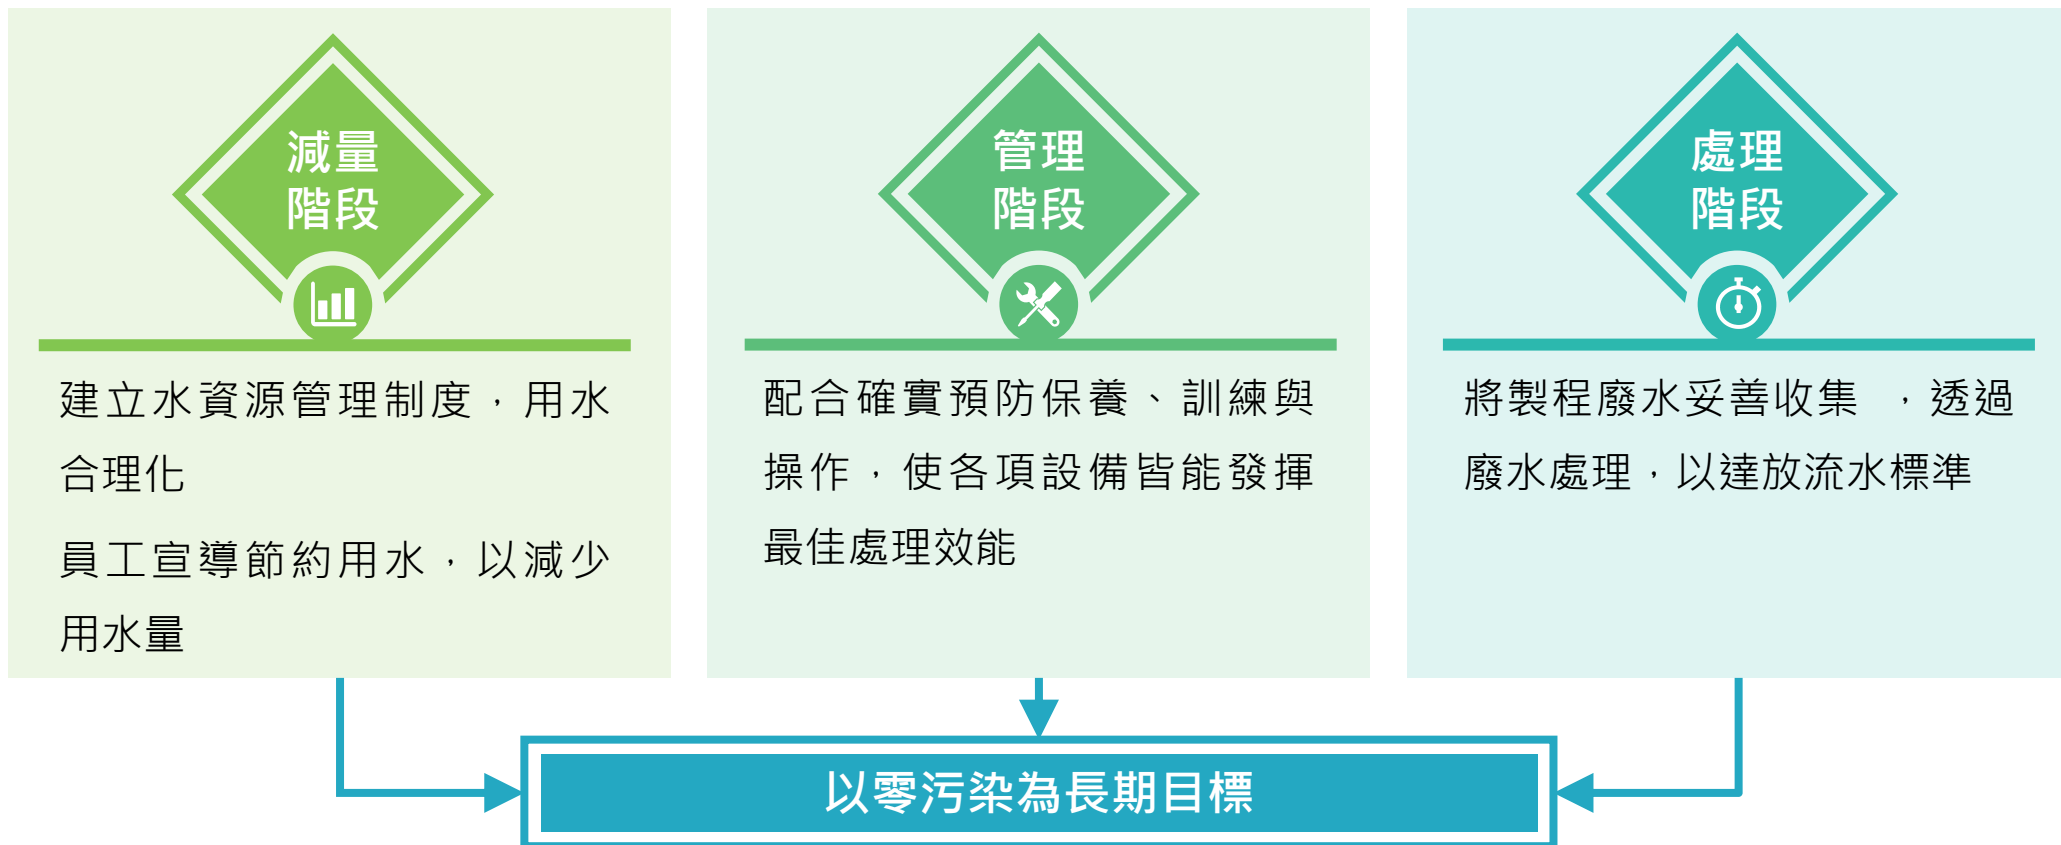 減量
階段
建立水資源管理制度，用水
合理化
員工宣導節約用水，以減少
用水量
管理
階段
配合確實預防保養、訓練與
操作，使各項設備皆能發揮
最佳處理效能
處理
階段
將製程廢水妥善收集 ，透過
廢水處理，以達放流水標準
以零污染為長期目標